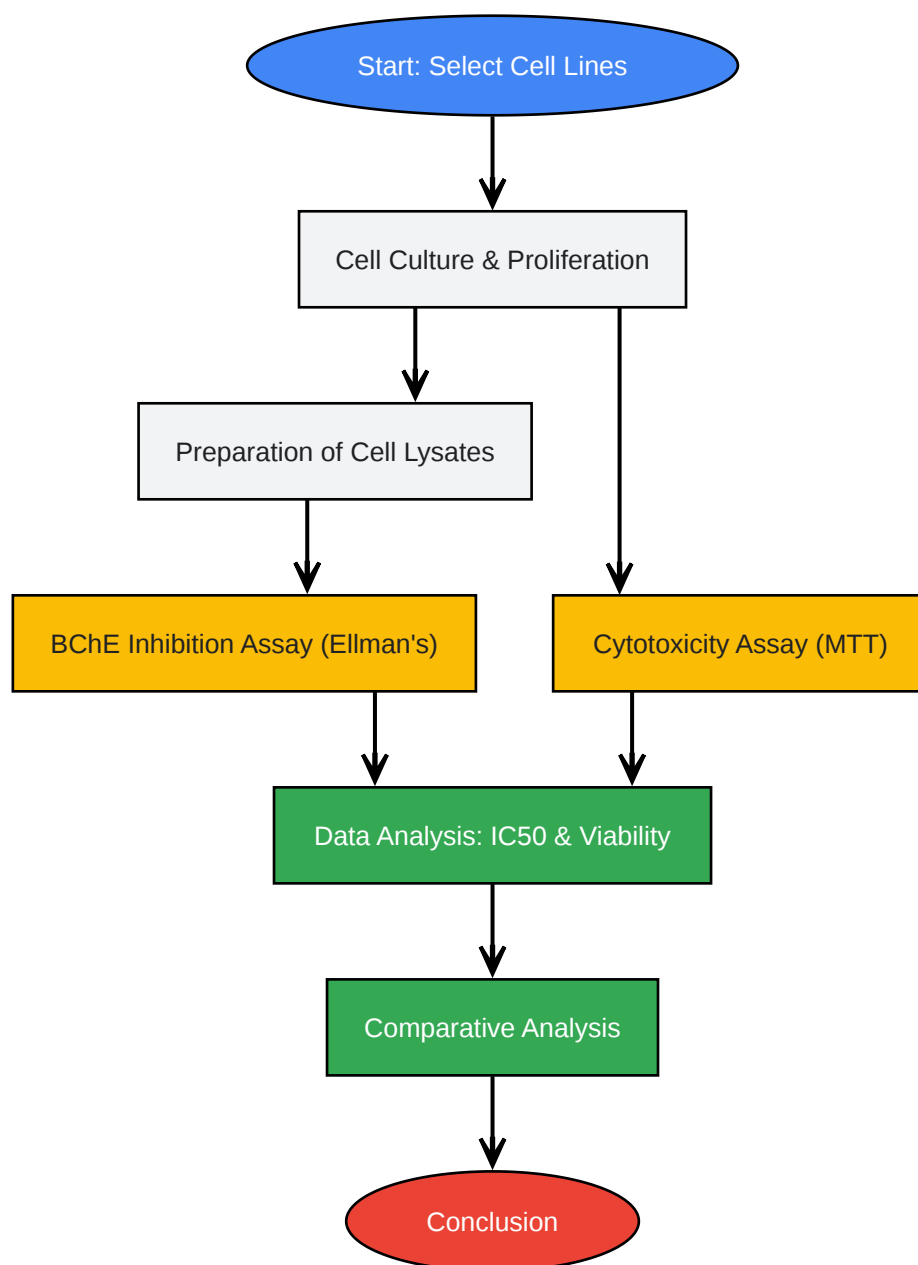 Start: Select Cell Lines
Cell Culture & Proliferation
Preparation of Cell Lysates
BChE Inhibition Assay (Ellman's)
Cytotoxicity Assay (MTT)
Data Analysis: IC50 & Viability
Comparative Analysis
Conclusion